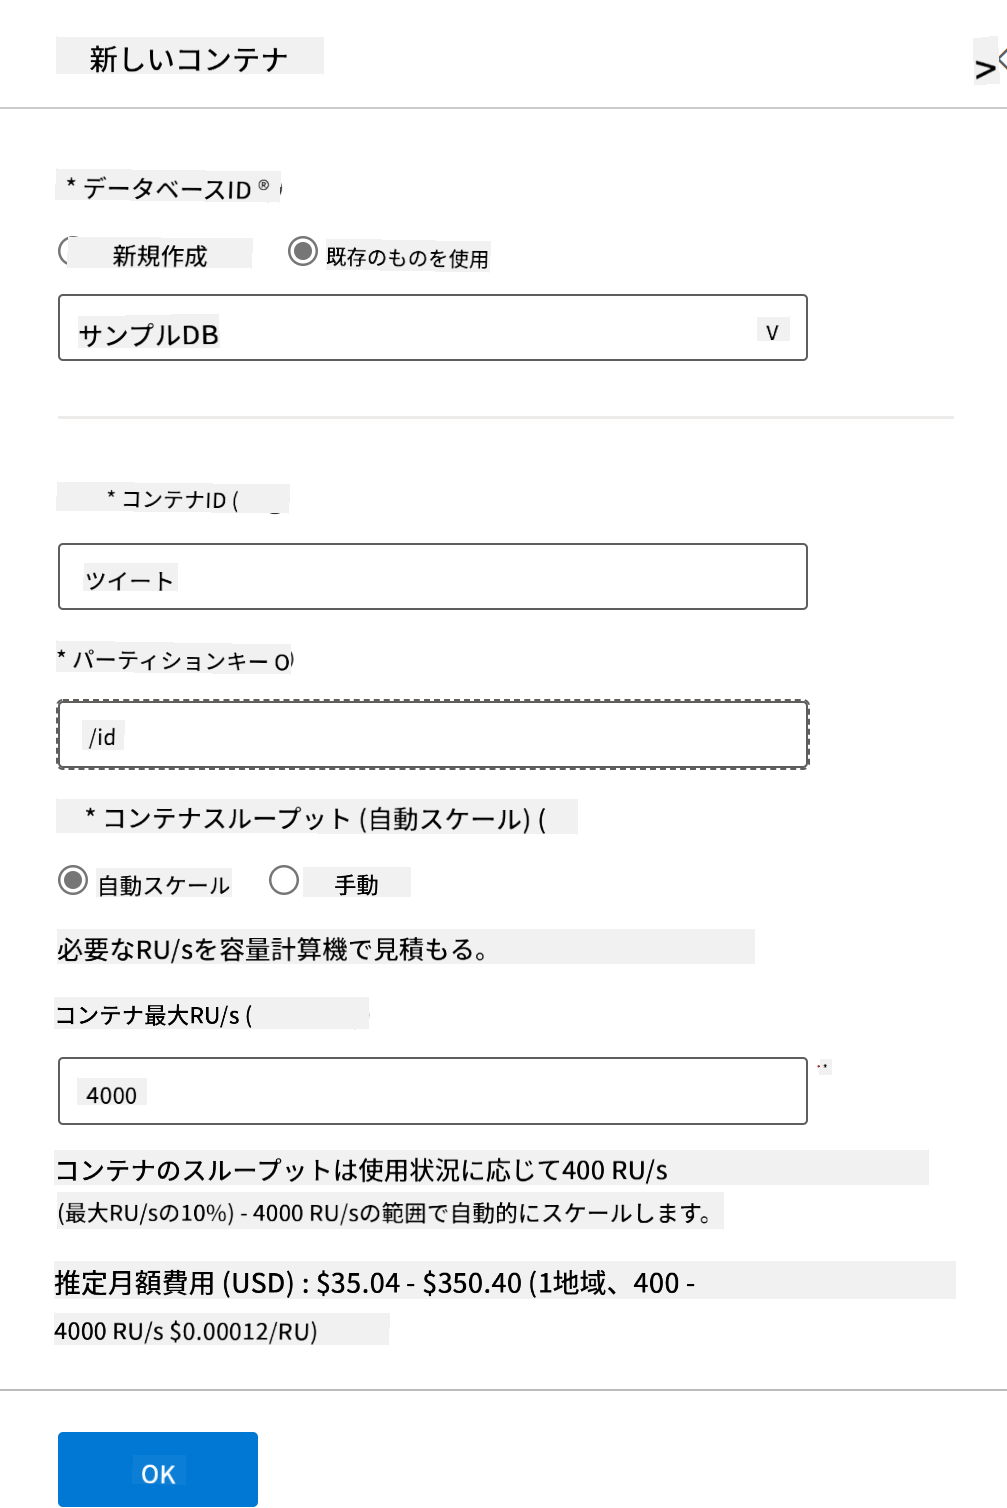 新しいコンテナ
>
* データベースID ®
新規作成 既存のものを使用
サンプルDB V
* コンテナID (
ツイート
* パーティションキー O
/id
* コンテナスループット (自動スケール) (
自動スケール 手動
必要なRU/sを容量計算機で見積もる。
コンテナ最大RU/s (
4000
コンテナのスループットは使用状況に応じて400 RU/s
(最大RU/sの10%) - 4000 RU/sの範囲で自動的にスケールします。
推定月額費用 (USD) : $35.04 - $350.40 (1地域、400 -
4000 RU/s $0.00012/RU)
OK